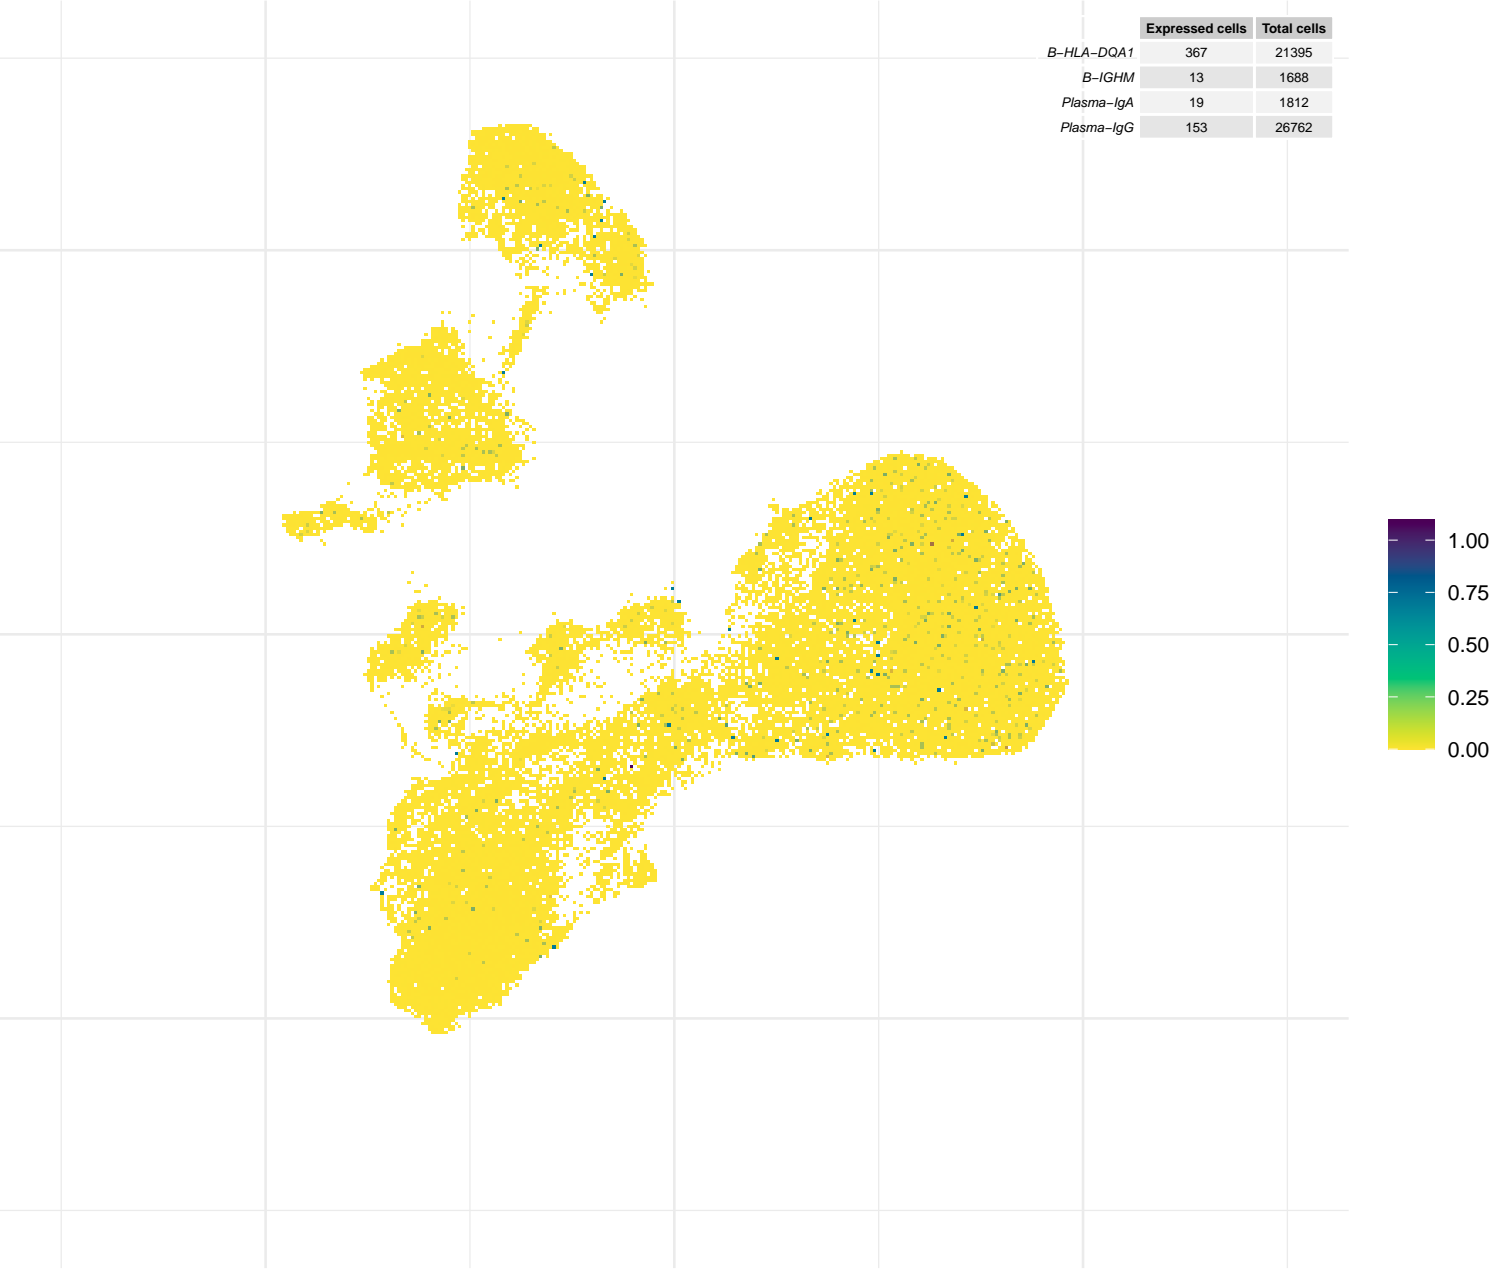 Expressed cells Total cells
B−HLA−DQA1 367 21395
B−IGHM 13 1688
Plasma−IgA 19 1812
Plasma−IgG 153 26762
1.00
0.75
0.50
0.25
0.00